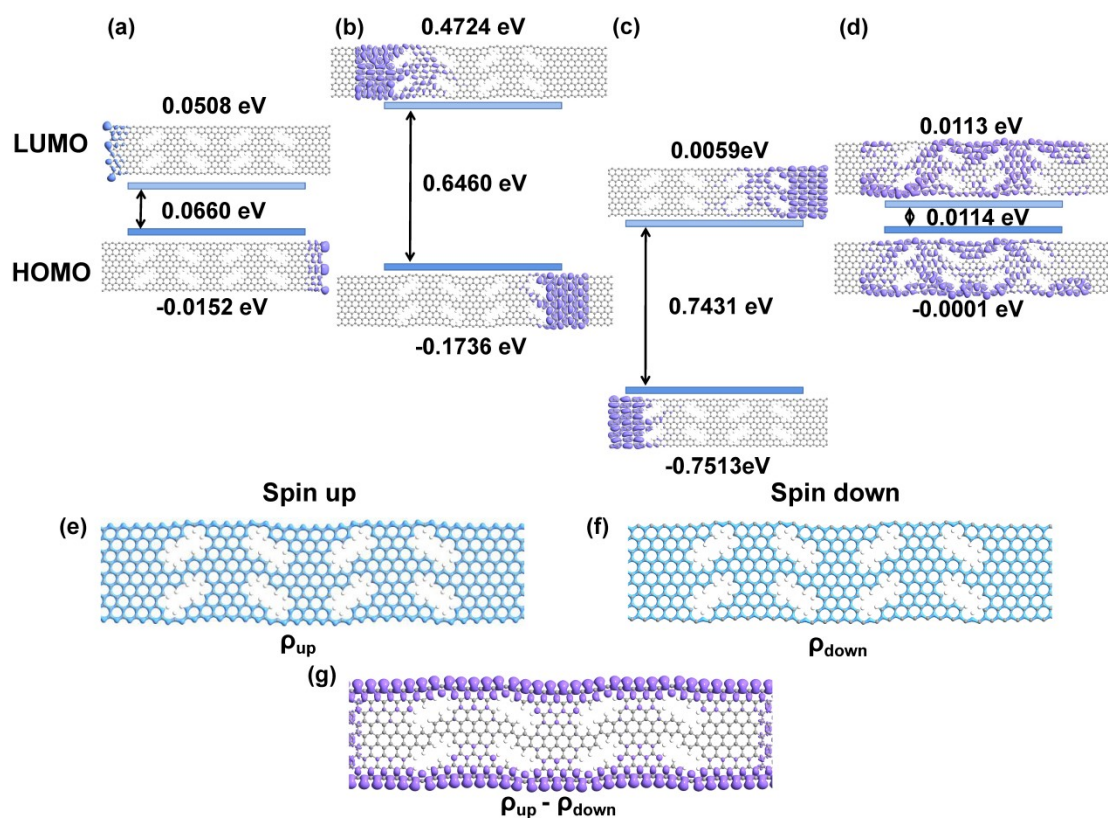 (a)
(b)
(c)
(d)
0.4724 eV
0.0508 eV
0.0113 eV
LUMO
0.0059eV
0.0660 eV
0.6460 eV
0.0114 eV
HOMO
-0.0152 eV
-0.0001 eV
0.7431 eV
-0.1736 eV
-0.7513eV
Spin up
Spin down
(e)
(f)
ρup
ρdown
(g)
ρup - ρdown